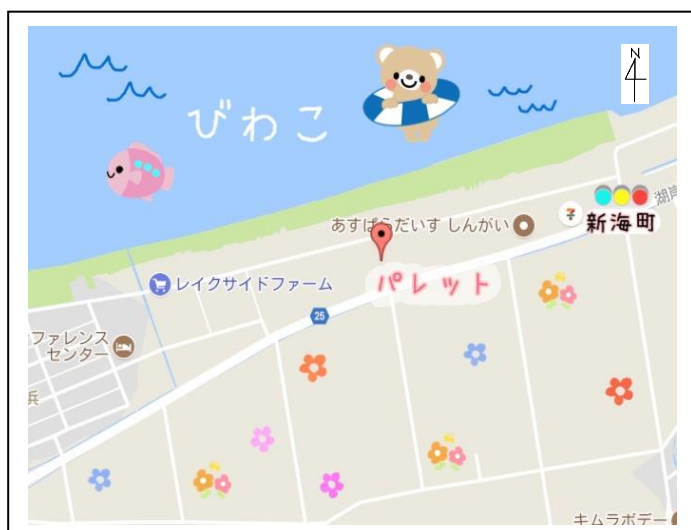 N
びわこ
あすぱらだいす しんがい
新海町
湖岸
パレット
レイクサイドファーム
25
ファレンス
センター
浜
キムラボデー